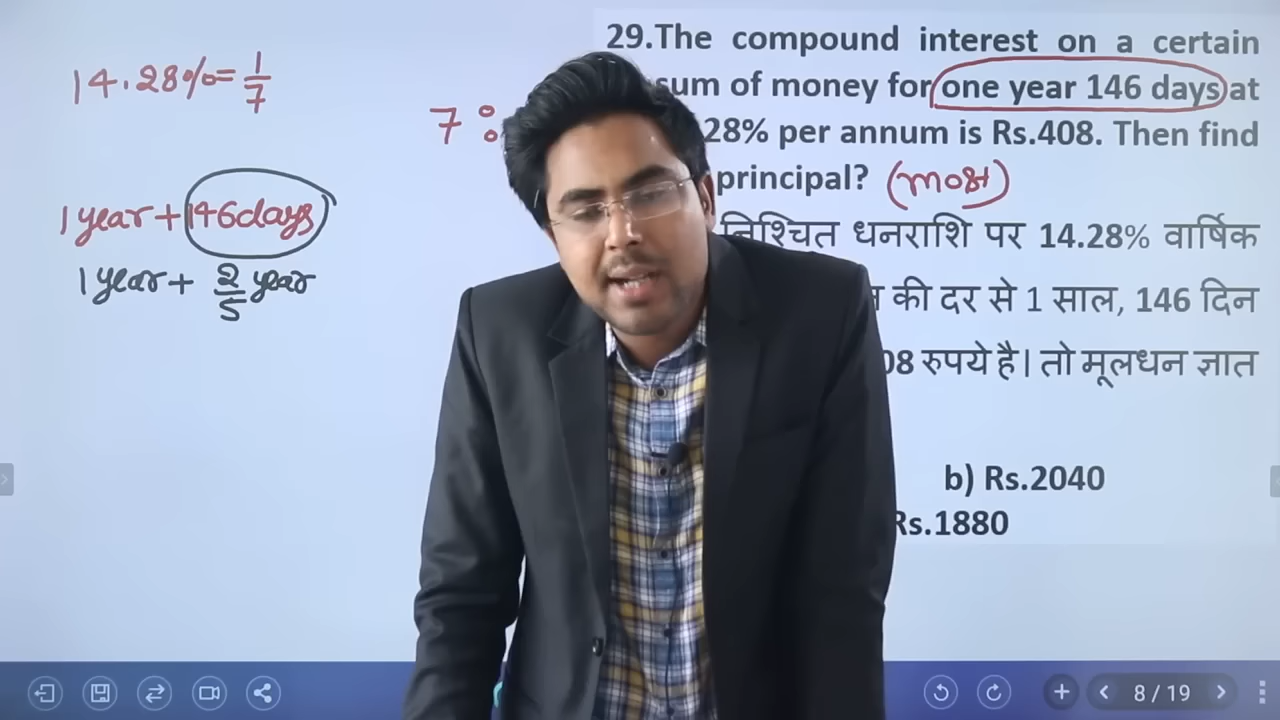 14.28%=1/7
1 year+146days
1 year+ 2/5 year
7 :
29.The compound interest on a certain
sum of money for one year 146 days at
28% per annum is Rs.408. Then find
principal? (most)
निश्चित धनराशि पर 14.28% वार्षिक
की दर से 1 साल, 146 दिन
08 रुपये है। तो मूलधन ज्ञात
b) Rs.2040
Rs.1880
8 / 19